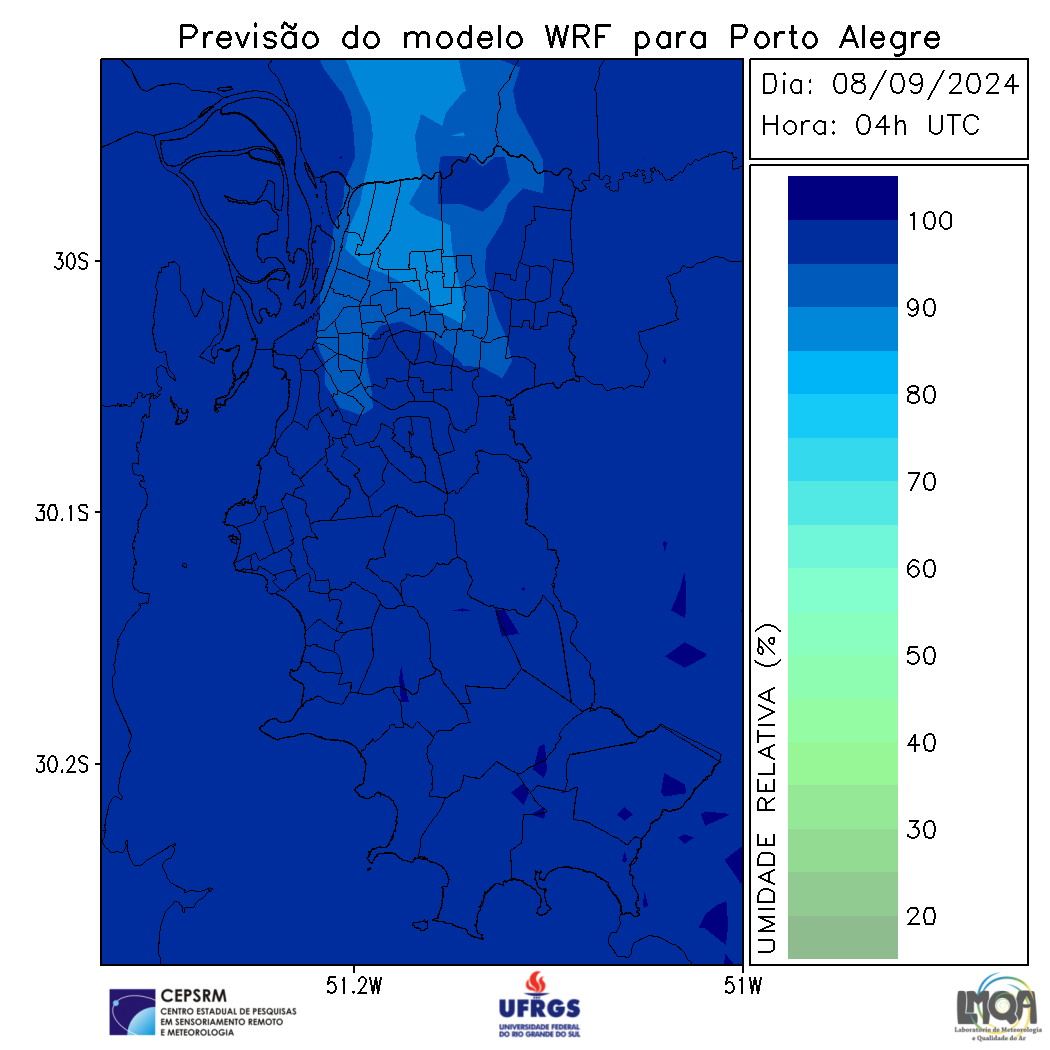 Previsão do modelo WRF para Porto Alegre
Dia: 08/09/2024
Hora: 04h UTC
100
90
80
70
60
50
40
30
20
UMIDADE RELATIVA (%)
30S
30.1S
30.2S
51.2W
51W
CEPSRM
CENTRO ESTADUAL DE PESQUISAS
EM SENSORIAMENTO REMOTO
E METEOROLOGIA
UFRGS
UNIVERSIDADE FEDERAL
DO RIO GRANDE DO SUL
LMQA
Laboratório de Meteorologia
e Qualidade do Ar